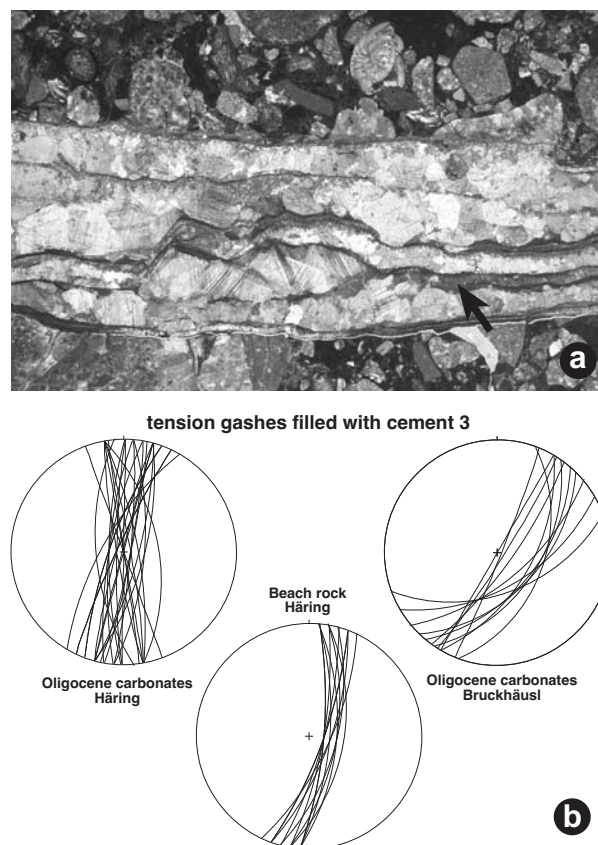 a
tension gashes filled with cement 3
Oligocene carbonates
Häring
Beach rock
Häring
Oligocene carbonates
Bruckhäusl
b